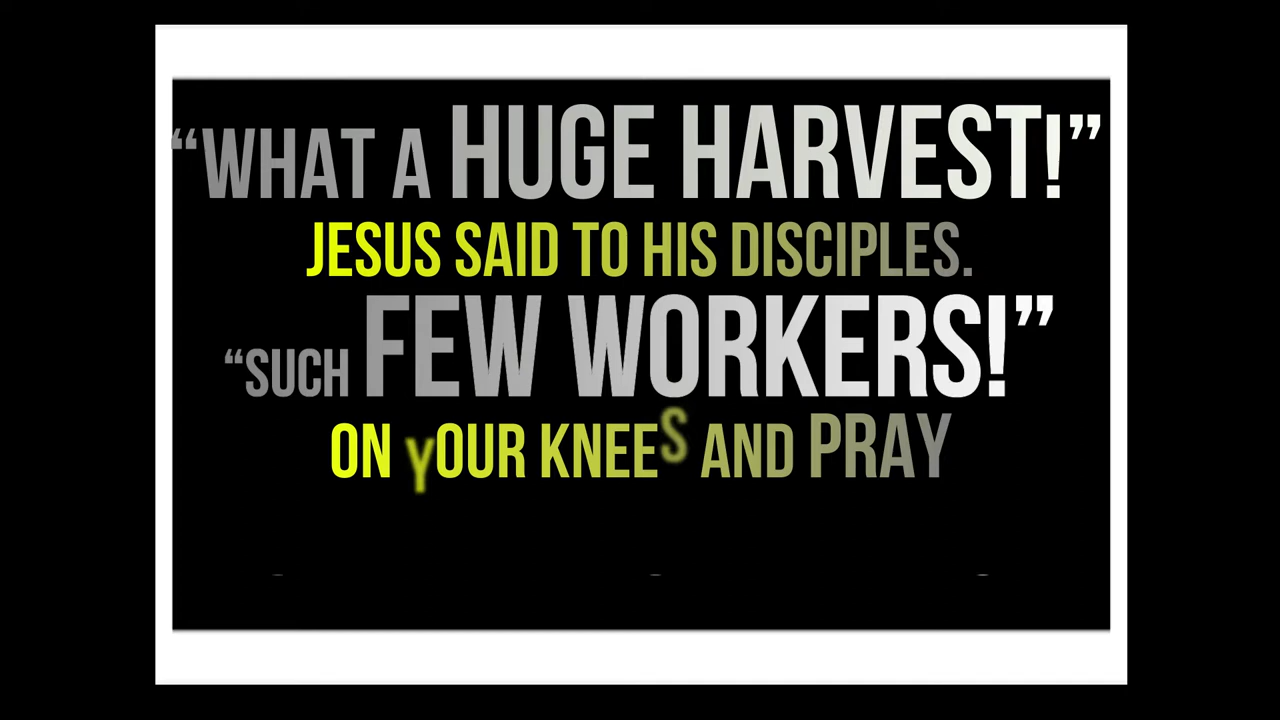 “WHAT A HUGE HARVEST!”
JESUS SAID TO HIS DISCIPLES.
“SUCH FEW WORKERS!”
ON YOUR KNEES AND PRAY